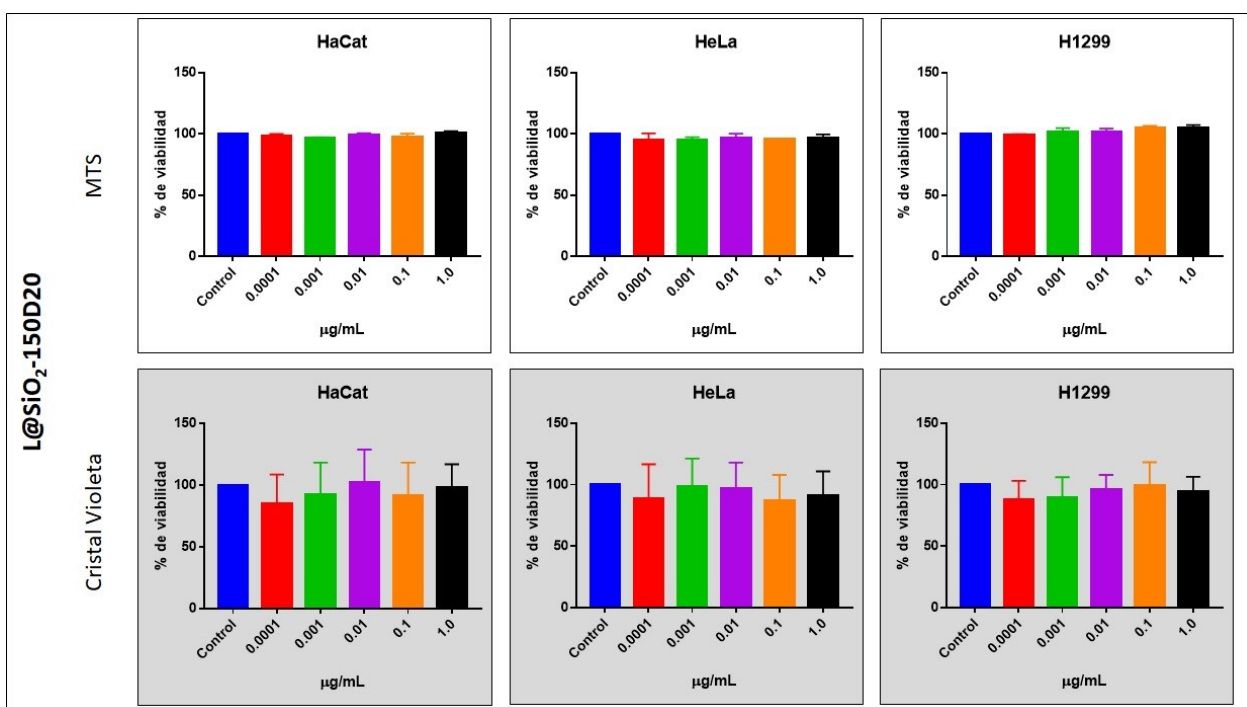 L@SiO₂-150D20
MTS
HaCat
% de viabilidad
150
100
50
0
Control 0.0001 0.001 0.01 0.1 1.0
μg/mL
HeLa
% de viabilidad
150
100
50
0
Control 0.0001 0.001 0.01 0.1 1.0
μg/mL
H1299
% de viabilidad
150
100
50
0
Control 0.0001 0.001 0.01 0.1 1.0
μg/mL
Cristal Violeta
HaCat
% de viabilidad
150
100
50
0
Control 0.0001 0.001 0.01 0.1 1.0
μg/mL
HeLa
% de viabilidad
150
100
50
0
Control 0.0001 0.001 0.01 0.1 1.0
μg/mL
H1299
% de viabilidad
150
100
50
0
Control 0.0001 0.001 0.01 0.1 1.0
μg/mL